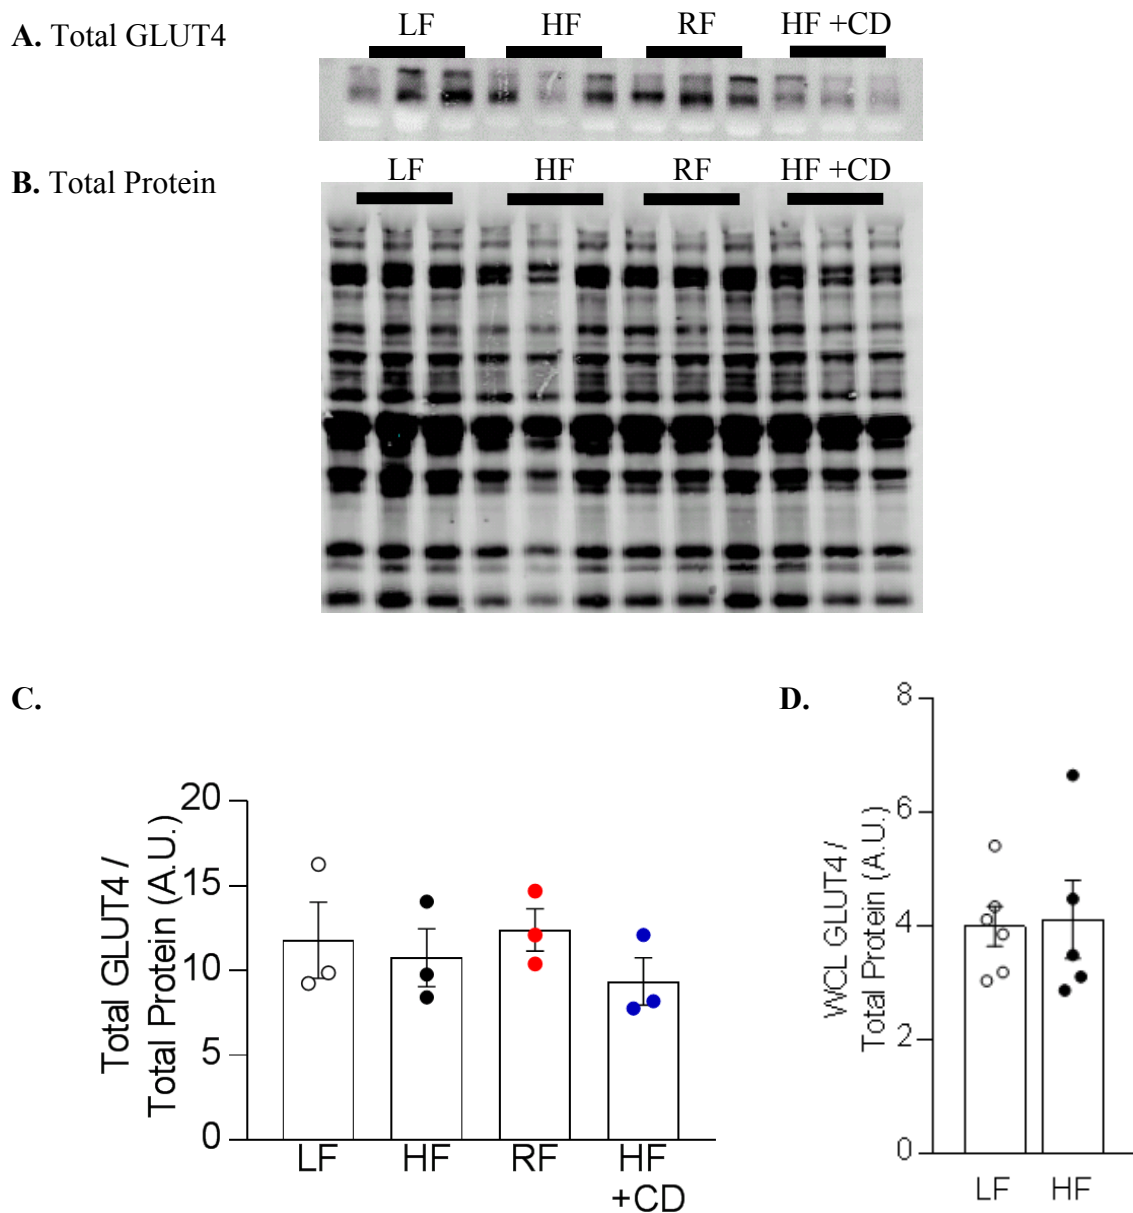 A. Total GLUT4
LF HF RF HF +CD
B. Total Protein
LF HF RF HF +CD
C.
Total GLUT4 /
Total Protein (A.U.)
20
15
10
5
0
LF HF RF HF
+CD
D.
WCL GLUT4 /
Total Protein (A.U.)
8
6
4
2
0
LF HF